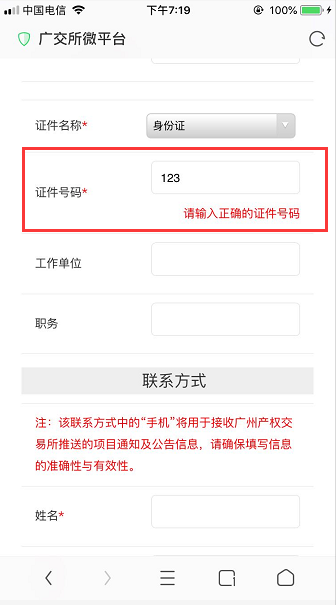 中国电信 下午7:19 100%
广交所微平台
证件名称* 身份证
证件号码* 123
请输入正确的证件号码
工作单位
职务
联系方式
注：该联系方式中的“手机”将用于接收广州产权交
易所推送的项目通知及公告信息，请确保填写信息
的准确性与有效性。
姓名*